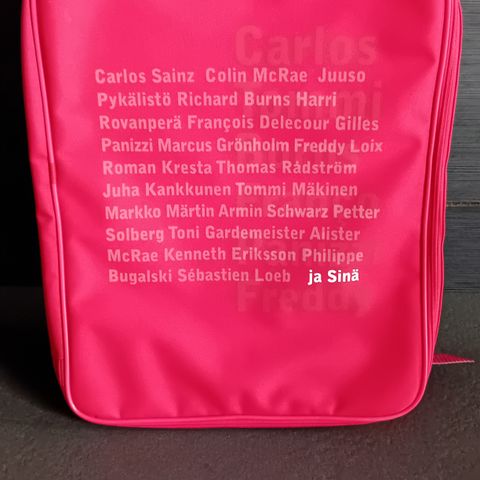 Carlos
Carlos Sainz Colin McRae Juuso
Pykälistö Richard Burns Harri
Rovanperä François Delecour Gilles
Panizzi Marcus Grönholm Freddy Loix
Roman Kresta Thomas Rådström
Juha Kankkunen Tommi Mäkinen
Markko Märtin Armin Schwarz Petter
Solberg Toni Gardemeister Alister
McRae Kenneth Eriksson Philippe
Bugalski Sébastien Loeb ja Sinä
Freddy